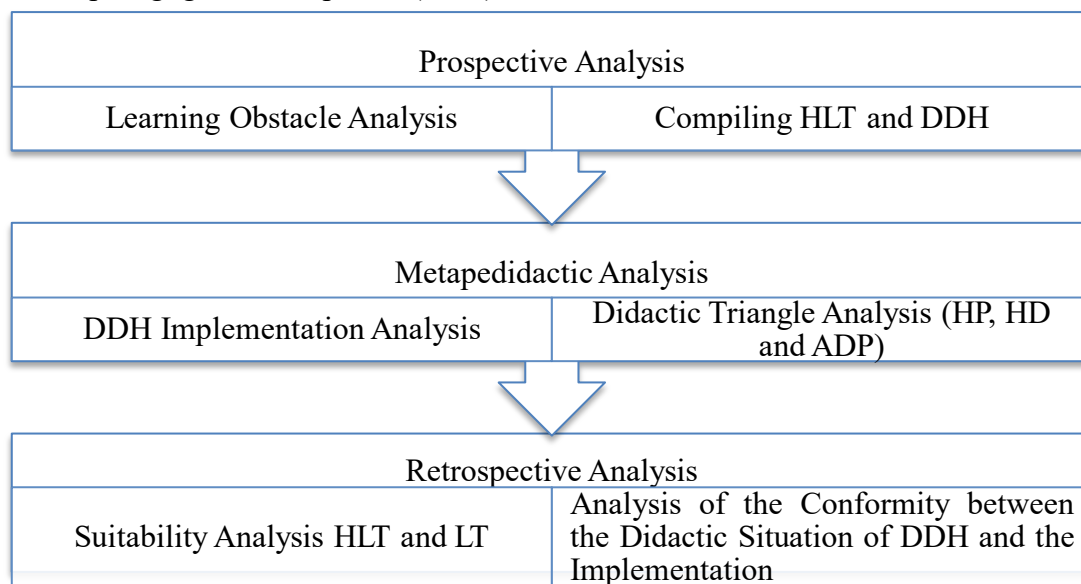 Prospective Analysis
Learning Obstacle Analysis
Compiling HLT and DDH
Metapedidactic Analysis
DDH Implementation Analysis
Didactic Triangle Analysis (HP, HD
and ADP)
Retrospective Analysis
Suitability Analysis HLT and LT
Analysis of the Conformity between
the Didactic Situation of DDH and the
Implementation